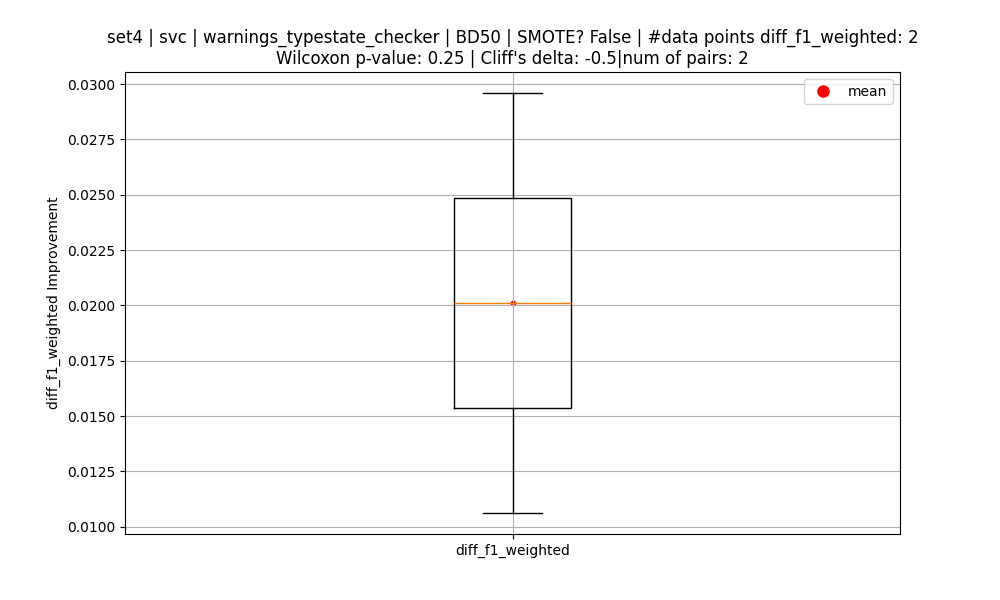 set4 | svc | warnings_typestate_checker | BD50 | SMOTE? False | #data points diff_f1_weighted: 2
Wilcoxon p-value: 0.25 | Cliff's delta: -0.5|num of pairs: 2
mean
0.0300
0.0275
0.0250
0.0225
0.0200
0.0175
0.0150
0.0125
0.0100
diff_f1_weighted Improvement
diff_f1_weighted